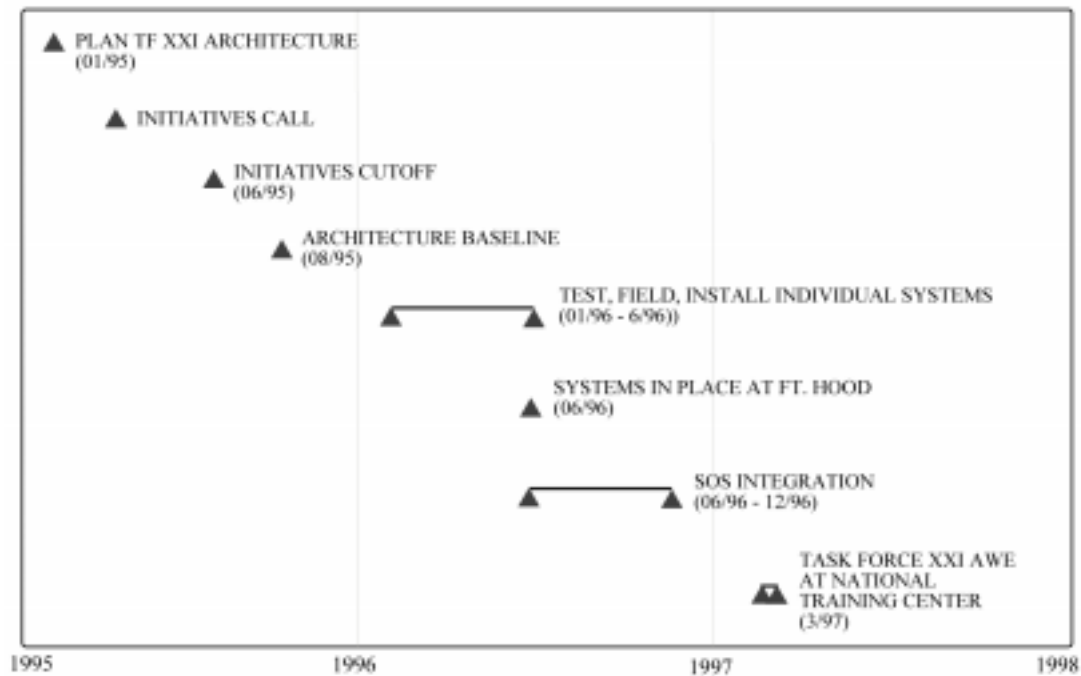 PLAN TF XXI ARCHITECTURE
(01/95)
INITIATIVES CALL
INITIATIVES CUTOFF
(06/95)
ARCHITECTURE BASELINE
(08/95)
TEST, FIELD, INSTALL INDIVIDUAL SYSTEMS
(01/96 - 6/96))
SYSTEMS IN PLACE AT FT. HOOD
(06/96)
SOS INTEGRATION
(06/96 - 12/96)
TASK FORCE XXI AWE
AT NATIONAL
TRAINING CENTER
(3/97)
1995 1996 1997 1998